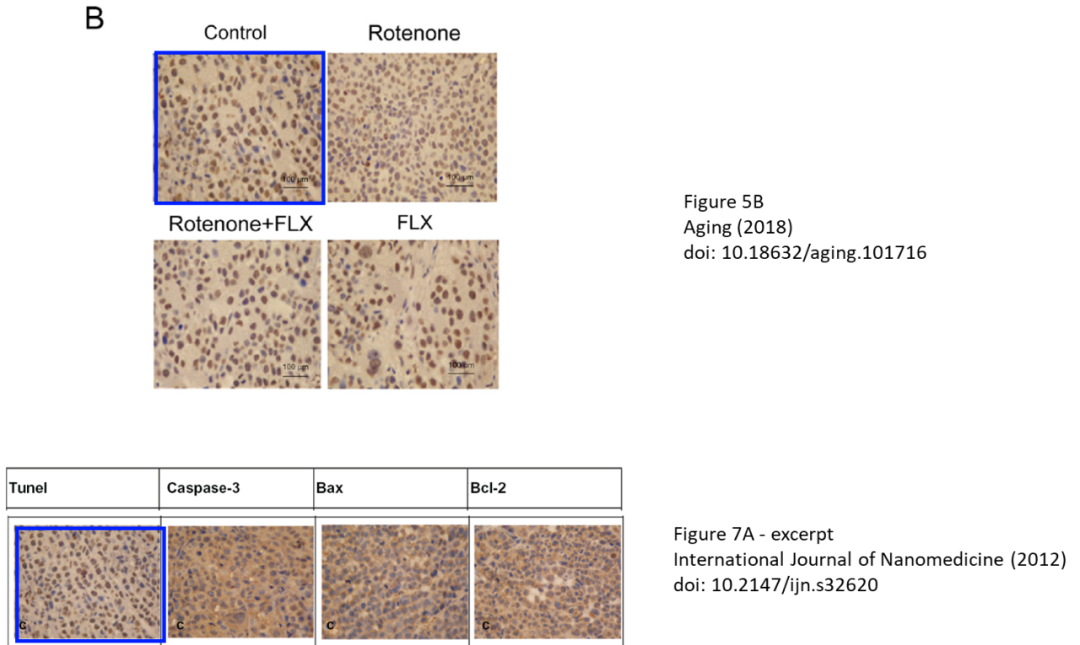 B
Control
Rotenone
100 µm
100 µm
Rotenone+FLX
FLX
100 µm
100 µm
Figure 5B
Aging (2018)
doi: 10.18632/aging.101716
Tunel
Caspase-3
Bax
Bcl-2
C
C
C
C
Figure 7A - excerpt
International Journal of Nanomedicine (2012)
doi: 10.2147/ijn.s32620